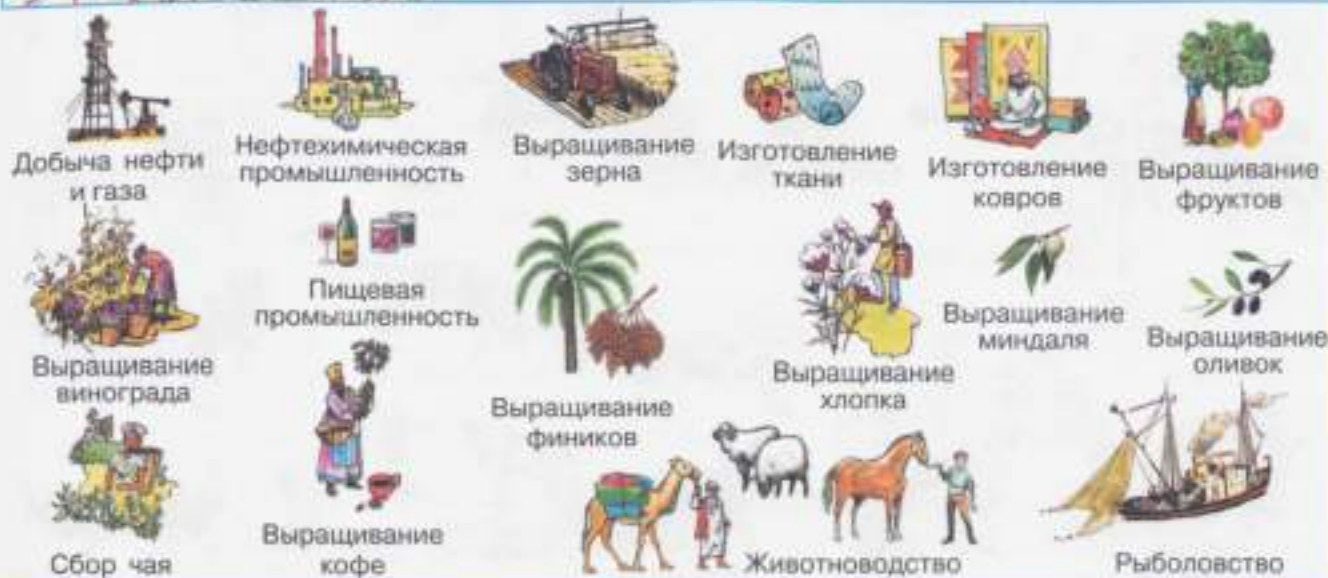 Добыча нефти
и газа
Нефтехимическая
промышленность
Выращивание
зерна
Изготовление
ткани
Изготовление
ковров
Выращивание
фруктов
Выращивание
винограда
Пищевая
промышленность
Выращивание
фиников
Выращивание
хлопка
Выращивание
миндаля
Выращивание
оливок
Сбор чая
Выращивание
кофе
Животноводство
Рыболовство